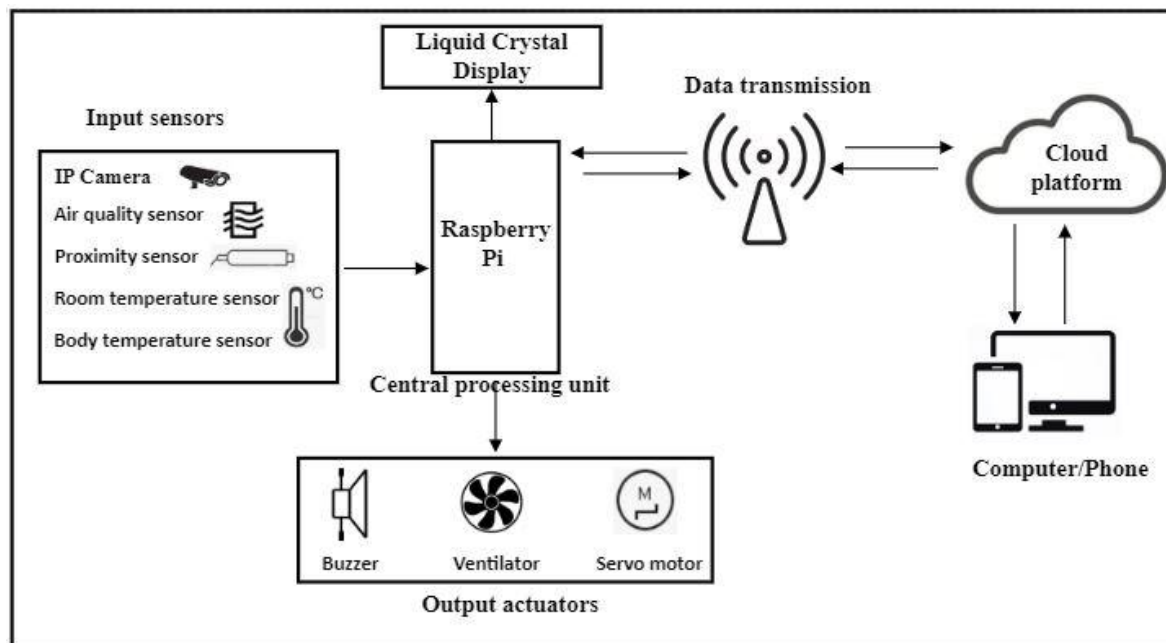 Liquid Crystal
Display
Data transmission
Input sensors
IP Camera
Air quality sensor
Proximity sensor
Room temperature sensor
°C
Body temperature sensor
Raspberry
Pi
Central processing unit
Cloud
platform
Computer/Phone
M
Buzzer
Ventilator
Servo motor
Output actuators